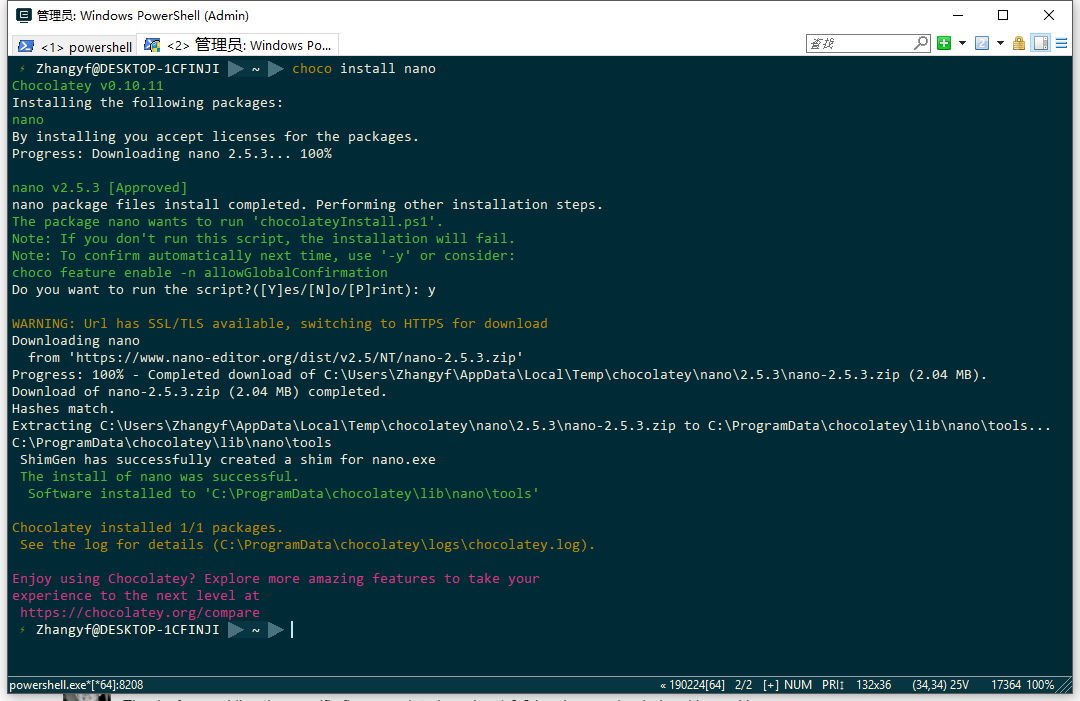 管理员: Windows PowerShell (Admin)
<1> powershell
<2> 管理员: Windows Po...
查找
Zhangyf@DESKTOP-1CFINJI ~ choco install nano
Chocolatey v0.10.11
Installing the following packages:
nano
By installing you accept licenses for the packages.
Progress: Downloading nano 2.5.3... 100%
nano v2.5.3 [Approved]
nano package files install completed. Performing other installation steps.
The package nano wants to run 'chocolateyInstall.ps1'.
Note: If you don't run this script, the installation will fail.
Note: To confirm automatically next time, use '-y' or consider:
choco feature enable -n allowGlobalConfirmation
Do you want to run the script?([Y]es/[N]o/[P]rint): y
WARNING: Url has SSL/TLS available, switching to HTTPS for download
Downloading nano
from 'https://www.nano-editor.org/dist/v2.5/NT/nano-2.5.3.zip'
Progress: 100% - Completed download of C:\Users\Zhangyf\AppData\Local\Temp\chocolatey\nano\2.5.3\nano-2.5.3.zip (2.04 MB).
Download of nano-2.5.3.zip (2.04 MB) completed.
Hashes match.
Extracting C:\Users\Zhangyf\AppData\Local\Temp\chocolatey\nano\2.5.3\nano-2.5.3.zip to C:\ProgramData\chocolatey\lib\nano\tools...
C:\ProgramData\chocolatey\lib\nano\tools
ShimGen has successfully created a shim for nano.exe
The install of nano was successful.
Software installed to 'C:\ProgramData\chocolatey\lib\nano\tools'
Chocolatey installed 1/1 packages.
See the log for details (C:\ProgramData\chocolatey\logs\chocolatey.log).
Enjoy using Chocolatey? Explore more amazing features to take your
experience to the next level at
https://chocolatey.org/compare
Zhangyf@DESKTOP-1CFINJI ~
powershell.exe*[*64]:8208 « 190224[64] 2/2 [+] NUM PRI↕ 132x36 (34,34) 25V 17364 100%